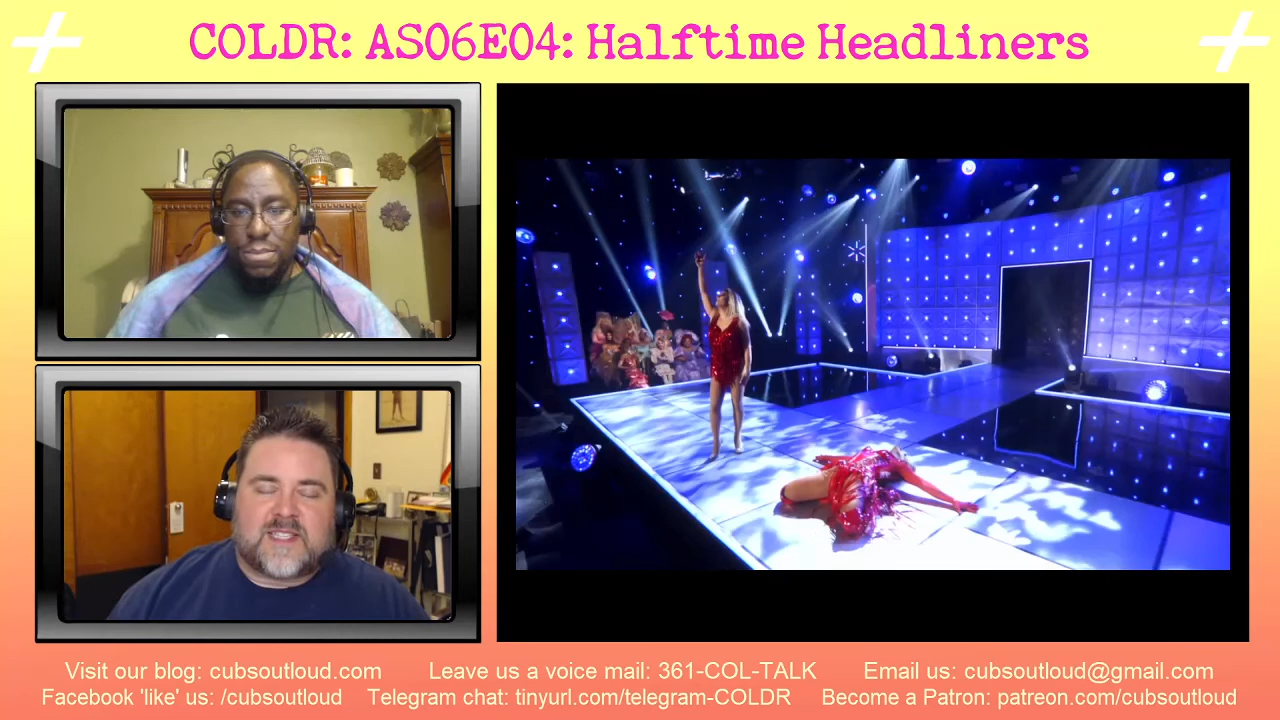 COLDR: AS06E04: Halftime Headliners
Visit our blog: cubsoutloud.com Leave us a voice mail: 361-COL-TALK Email us: cubsoutloud@gmail.com
Facebook 'like' us: /cubsoutloud Telegram chat: tinyurl.com/telegram-COLDR Become a Patron: patreon.com/cubsoutloud